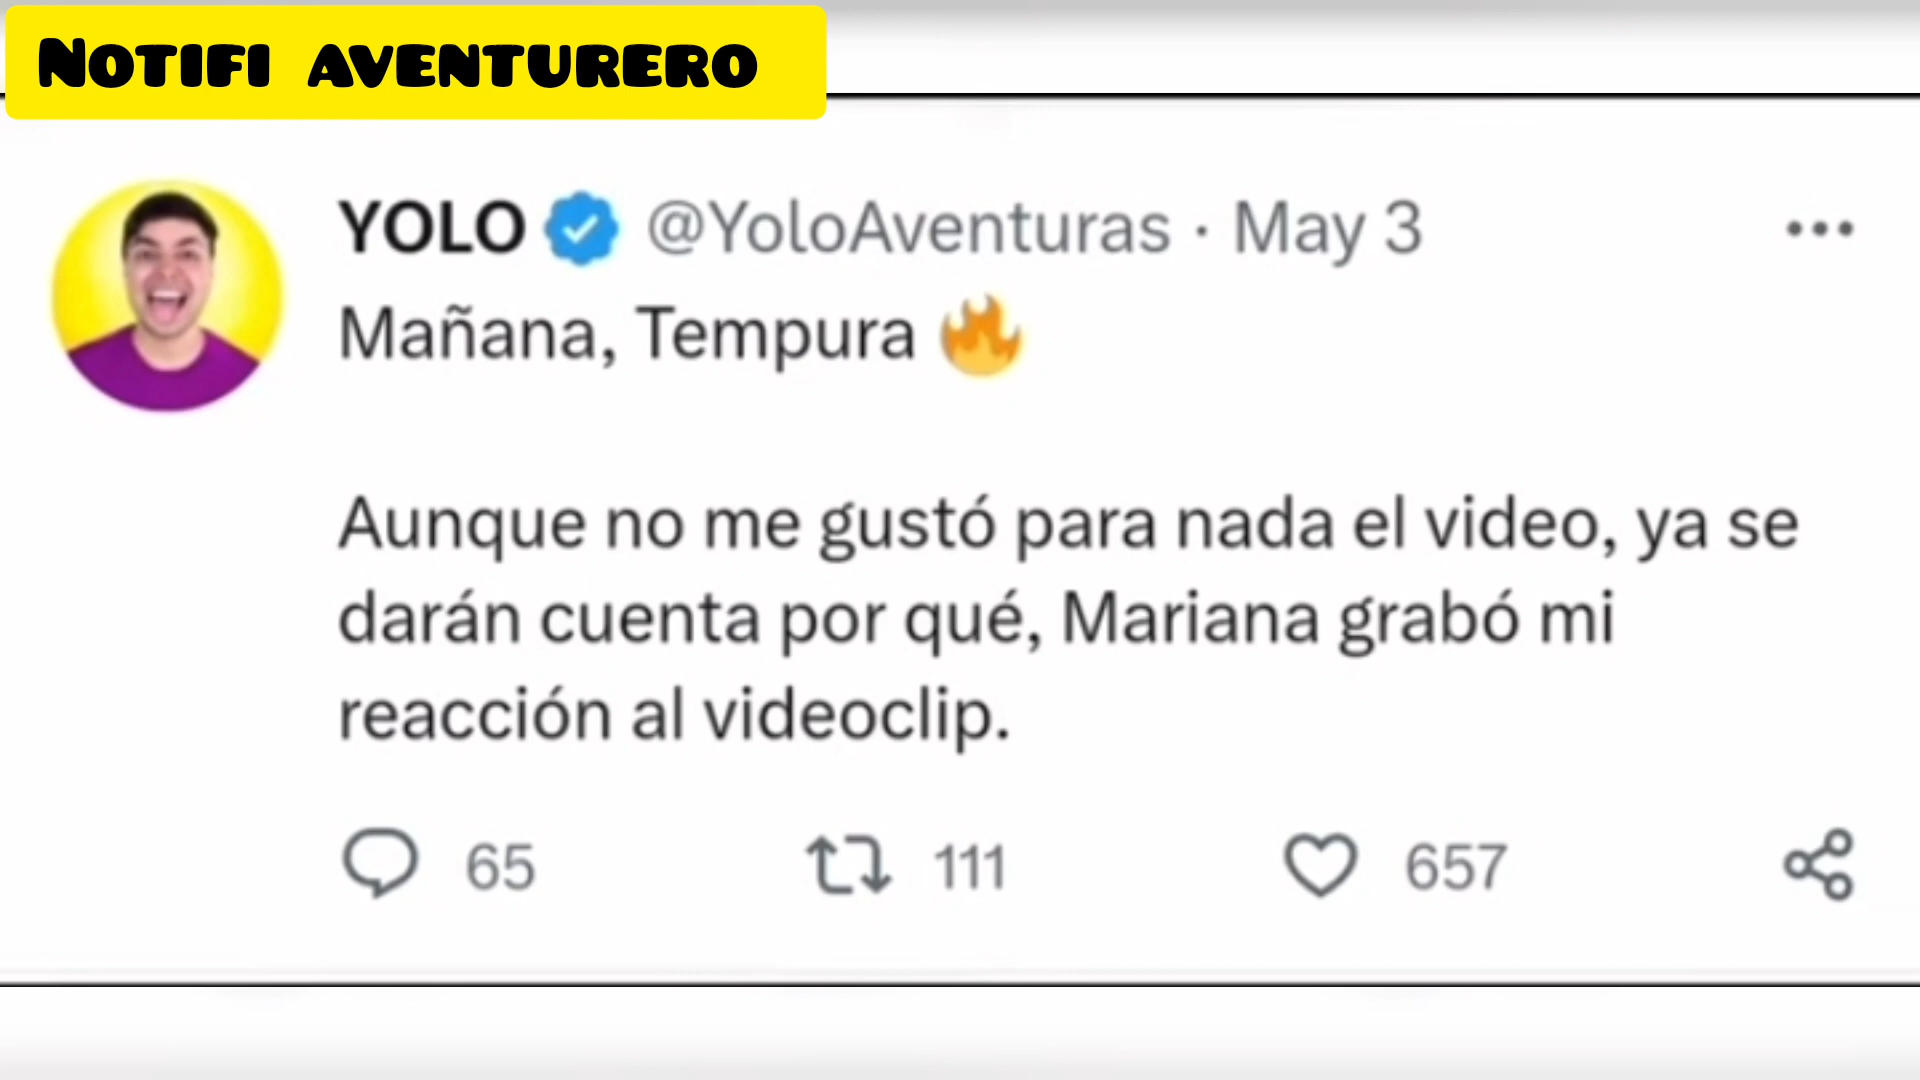 NOTIFI AVENTURERO
YOLO @YoloAventuras · May 3
Mañana, Tempura 🔥
Aunque no me gustó para nada el video, ya se
darán cuenta por qué, Mariana grabó mi
reacción al videoclip.
65 111 657